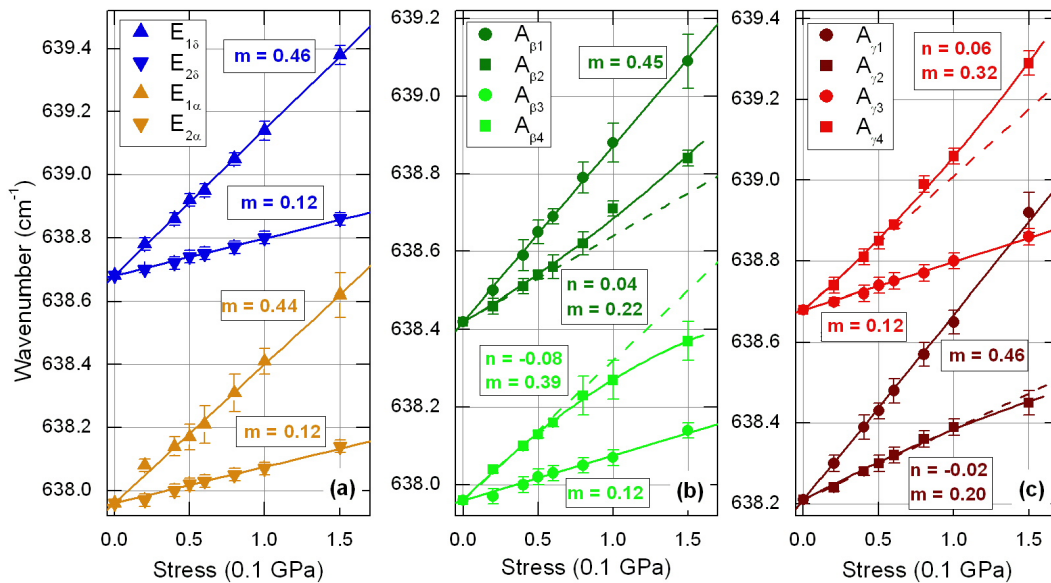 E1δ
E2δ
E1α
E2α
m = 0.46
m = 0.12
m = 0.44
m = 0.12
(a)
639.4
639.2
639.0
638.8
638.6
638.4
638.2
638.0
Wavenumber (cm-1)
0.0 0.5 1.0 1.5
Stress (0.1 GPa)
Aβ1
Aβ2
Aβ3
Aβ4
m = 0.45
n = 0.04
m = 0.22
n = -0.08
m = 0.39
m = 0.12
(b)
639.2
639.0
638.8
638.6
638.4
638.2
638.0
0.0 0.5 1.0 1.5
Stress (0.1 GPa)
Aγ1
Aγ2
Aγ3
Aγ4
n = 0.06
m = 0.32
m = 0.12
m = 0.46
n = -0.02
m = 0.20
(c)
639.4
639.2
639.0
638.8
638.6
638.4
638.2
0.0 0.5 1.0 1.5
Stress (0.1 GPa)